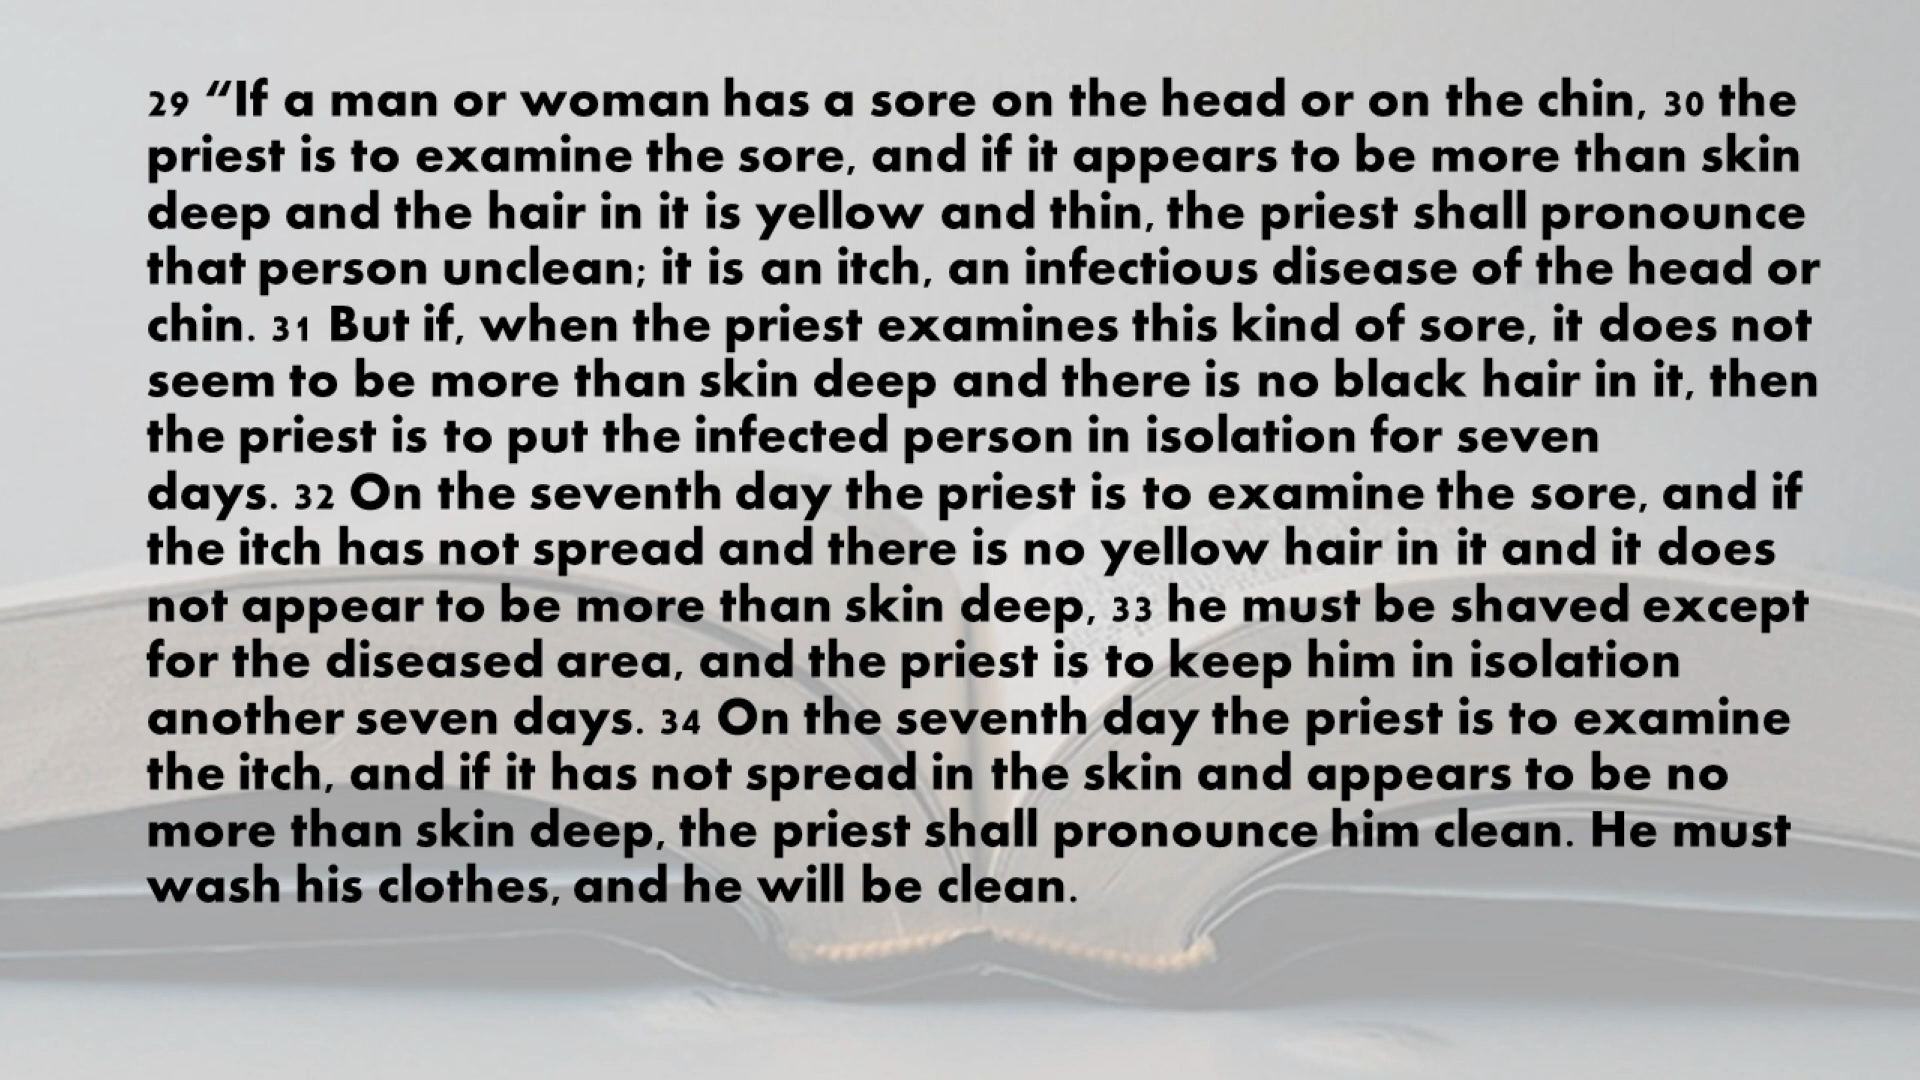 29 “If a man or woman has a sore on the head or on the chin, 30 the
priest is to examine the sore, and if it appears to be more than skin
deep and the hair in it is yellow and thin, the priest shall pronounce
that person unclean; it is an itch, an infectious disease of the head or
chin. 31 But if, when the priest examines this kind of sore, it does not
seem to be more than skin deep and there is no black hair in it, then
the priest is to put the infected person in isolation for seven
days. 32 On the seventh day the priest is to examine the sore, and if
the itch has not spread and there is no yellow hair in it and it does
not appear to be more than skin deep, 33 he must be shaved except
for the diseased area, and the priest is to keep him in isolation
another seven days. 34 On the seventh day the priest is to examine
the itch, and if it has not spread in the skin and appears to be no
more than skin deep, the priest shall pronounce him clean. He must
wash his clothes, and he will be clean.